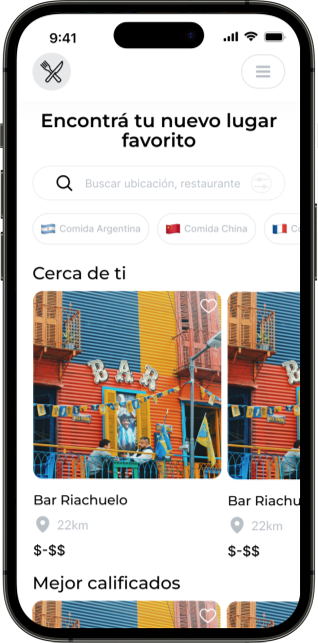 9:41
Encontrá tu nuevo lugar
favorito
Buscar ubicación, restaurante
Comida Argentina
Comida China
Cerca de ti
BAR
Bar Riachuelo
22km
$-$$
Bar Riachu
22km
$-$$
Mejor calificados